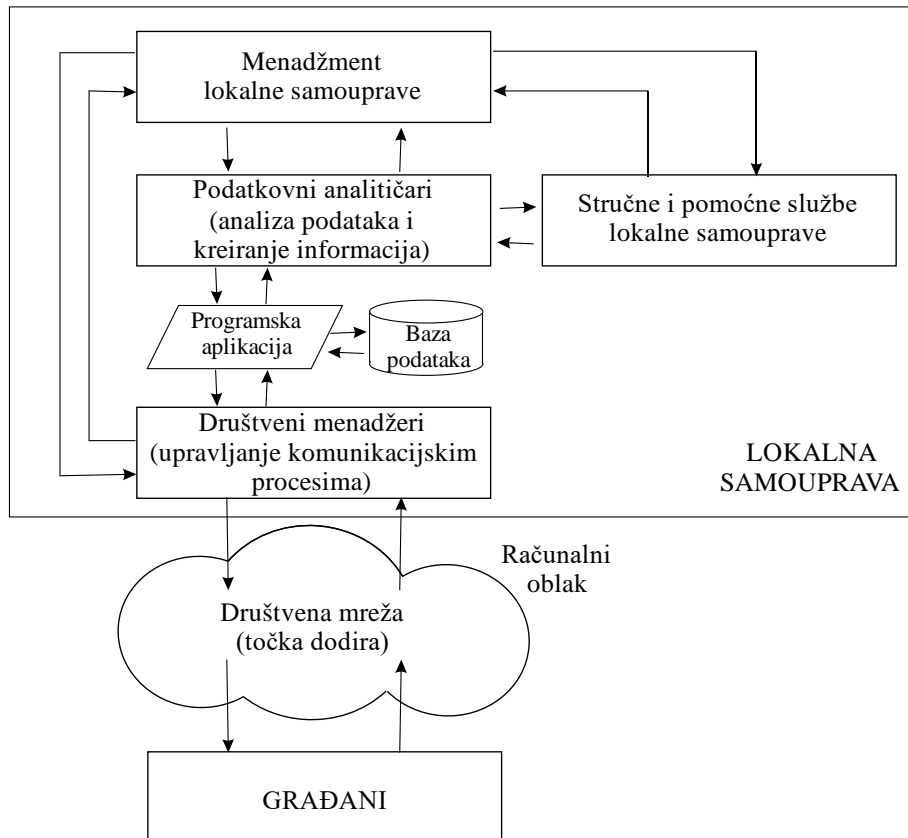 Menadžment
lokalne samouprave
Podatkovni analitičari
(analiza podataka i
kreiranje informacija)
Stručne i pomoćne službe
lokalne samouprave
Programska
aplikacija
Baza
podataka
Društveni menadžeri
(upravljanje komunikacijskim
procesima)
LOKALNA
SAMOUPRAVA
Računalni
oblak
Društvena mreža
(točka dodira)
GRAĐANI